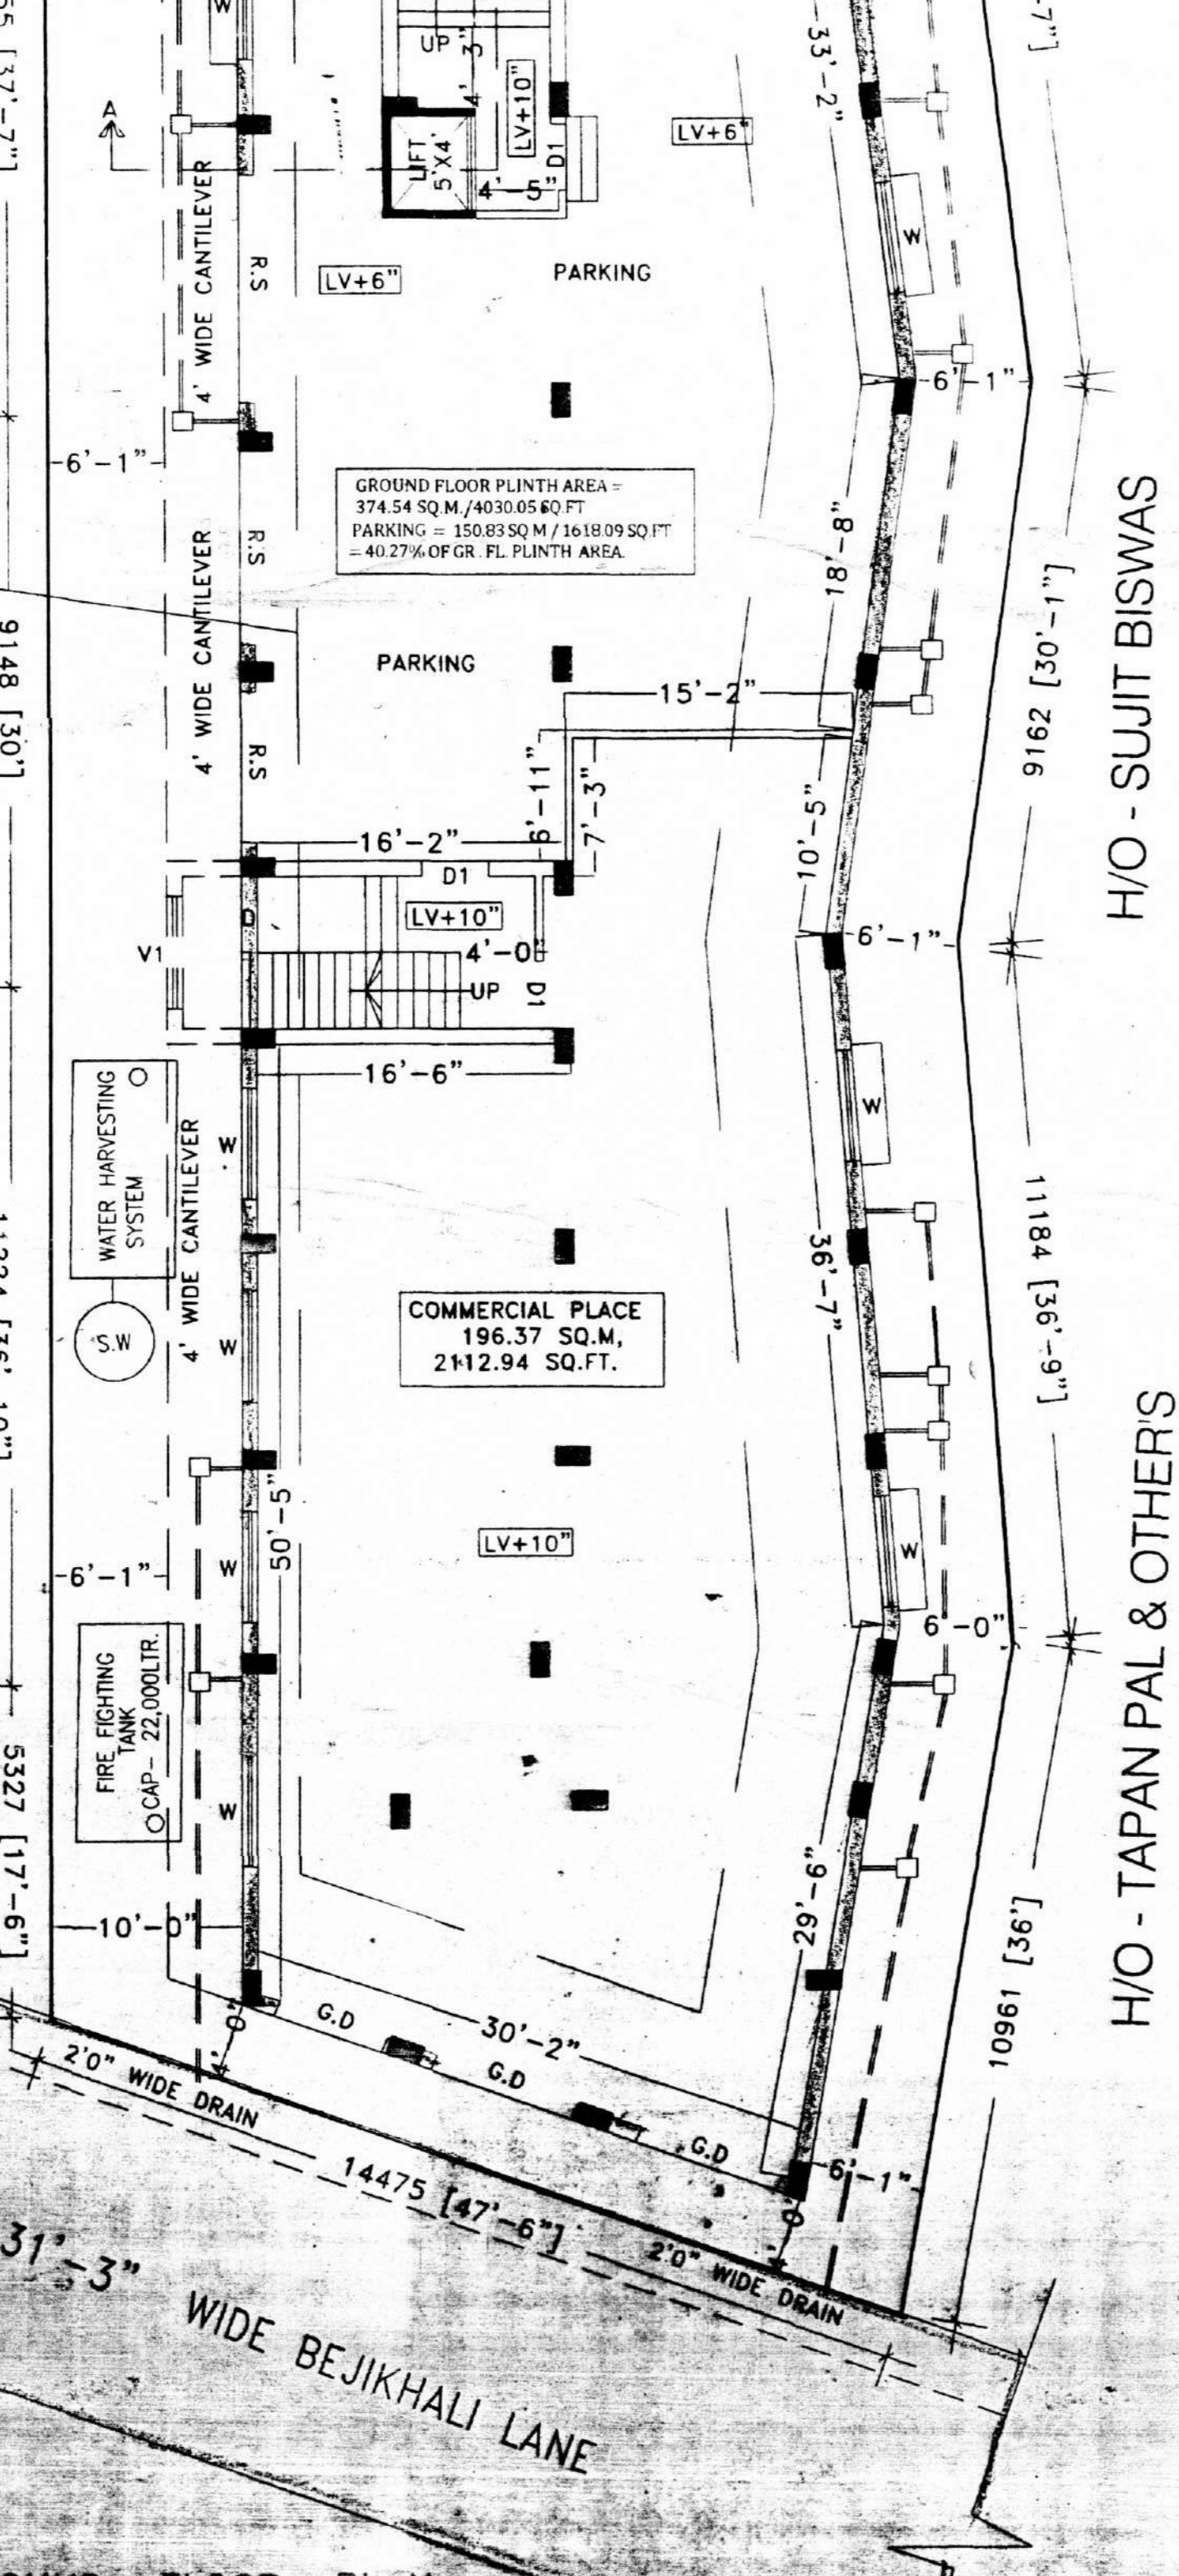 W
UP
4' 3"
33'-2"
-7"]
[37'-7"]
A
LV+10"
LV+6"
LIFT
5'X4'
D1
4'-5"
W
4' WIDE CANTILEVER
R.S
LV+6"
PARKING
6'-1"
6'-1"
GROUND FLOOR PLINTH AREA =
374.54 SQ.M./4030.05 SQ.FT
PARKING = 150.83 SQ M / 1618.09 SQ.FT
= 40.27% OF GR. FL. PLINTH AREA.
18'-8"
H/O - SUJIT BISWAS
4' WIDE CANTILEVER
R.S
9148 [30']
9162 [30'-1"]
PARKING
15'-2"
R.S
6'-11"
7'-3"
10'-5"
16'-2"
D1
D
LV+10"
V1
4'-0"
UP
D1
6'-1"
16'-6"
WATER HARVESTING
SYSTEM
4' WIDE CANTILEVER
W
W
S.W
W
COMMERCIAL PLACE
196.37 SQ.M,
2112.94 SQ.FT.
36'-7"
11184 [36'-9"]
50'-5"
LV+10"
W
W
6'-1"
6'-0"
H/O - TAPAN PAL & OTHER'S
FIRE FIGHTING
TANK
CAP- 22,000LTR.
W
5327 [17'-6"]
10'-0"
29'-6"
10961 [36']
G.D
30'-2"
G.D
G.D
6'-1"
2'0" WIDE DRAIN
14475 [47'-6"]
2'0" WIDE DRAIN
31'-3"
WIDE BEJIKHALI LANE